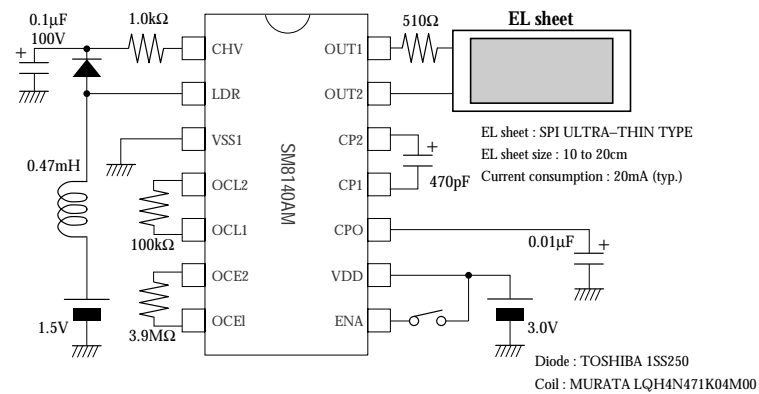 0.1µF
100V
+
1.0kΩ
510Ω
EL sheet
CHV
OUT1
LDR
OUT2
VSS1
CP2
+
EL sheet : SPI ULTRA–THIN TYPE
EL sheet size : 10 to 20cm
Current consumption : 20mA (typ.)
0.47mH
SM8140AM
OCL2
CP1
470pF
OCL1
CPO
100kΩ
0.01µF
+
OCE2
VDD
OCEl
ENA
1.5V
3.9MΩ
3.0V
Diode : TOSHIBA 1SS250
Coil : MURATA LQH4N471K04M00